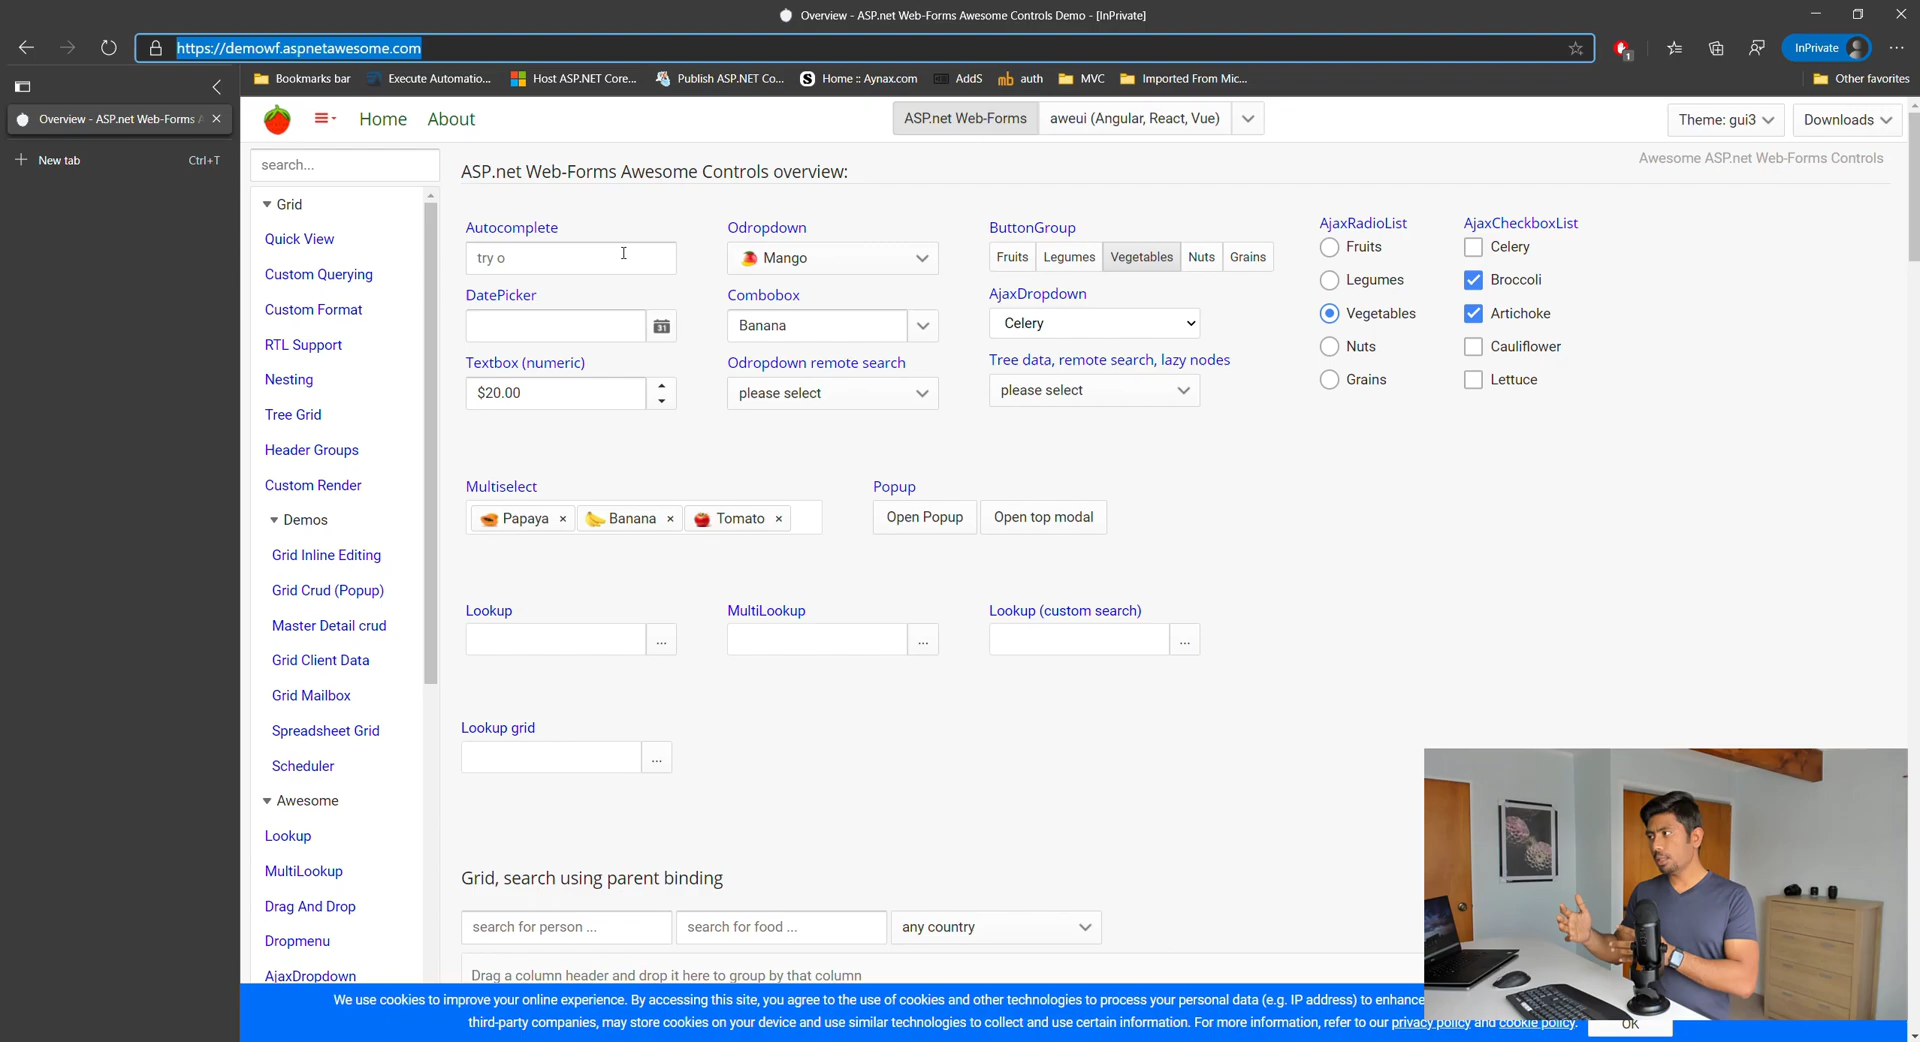 Overview - ASP.net Web-Forms Awesome Controls Demo - [InPrivate]
https://demowf.aspnetawesome.com
1
InPrivate
Bookmarks bar
Execute Automatio...
Host ASP.NET Core...
Publish ASP.NET Co...
Home :: Aynax.com
AddS
auth
MVC
Imported From Mic...
Other favorites
Overview - ASP.net Web-Forms
New tab
Ctrl+T
Home
About
ASP.net Web-Forms
aweui (Angular, React, Vue)
Theme: gui3
Downloads
search...
Grid
Quick View
Custom Querying
Custom Format
RTL Support
Nesting
Tree Grid
Header Groups
Custom Render
Demos
Grid Inline Editing
Grid Crud (Popup)
Master Detail crud
Grid Client Data
Grid Mailbox
Spreadsheet Grid
Scheduler
Awesome
Lookup
MultiLookup
Drag And Drop
Dropmenu
AjaxDropdown
Awesome ASP.net Web-Forms Controls
ASP.net Web-Forms Awesome Controls overview:
Autocomplete
try o
DatePicker
31
Textbox (numeric)
$20.00
Odropdown
Mango
Combobox
Banana
Odropdown remote search
please select
ButtonGroup
Fruits
Legumes
Vegetables
Nuts
Grains
AjaxDropdown
Celery
Tree data, remote search, lazy nodes
please select
AjaxRadioList
Fruits
Legumes
Vegetables
Nuts
Grains
AjaxCheckboxList
Celery
Broccoli
Artichoke
Cauliflower
Lettuce
Multiselect
Papaya ×
Banana ×
Tomato ×
Popup
Open Popup
Open top modal
Lookup
...
MultiLookup
...
Lookup (custom search)
...
Lookup grid
...
Grid, search using parent binding
search for person ...
search for food ...
any country
Drag a column header and drop it here to group by that column
We use cookies to improve your online experience. By accessing this site, you agree to the use of cookies and other technologies to process your personal data (e.g. IP address) to enhance
third-party companies, may store cookies on your device and use similar technologies to collect and use certain information. For more information, refer to our privacy policy and cookie policy.
OK